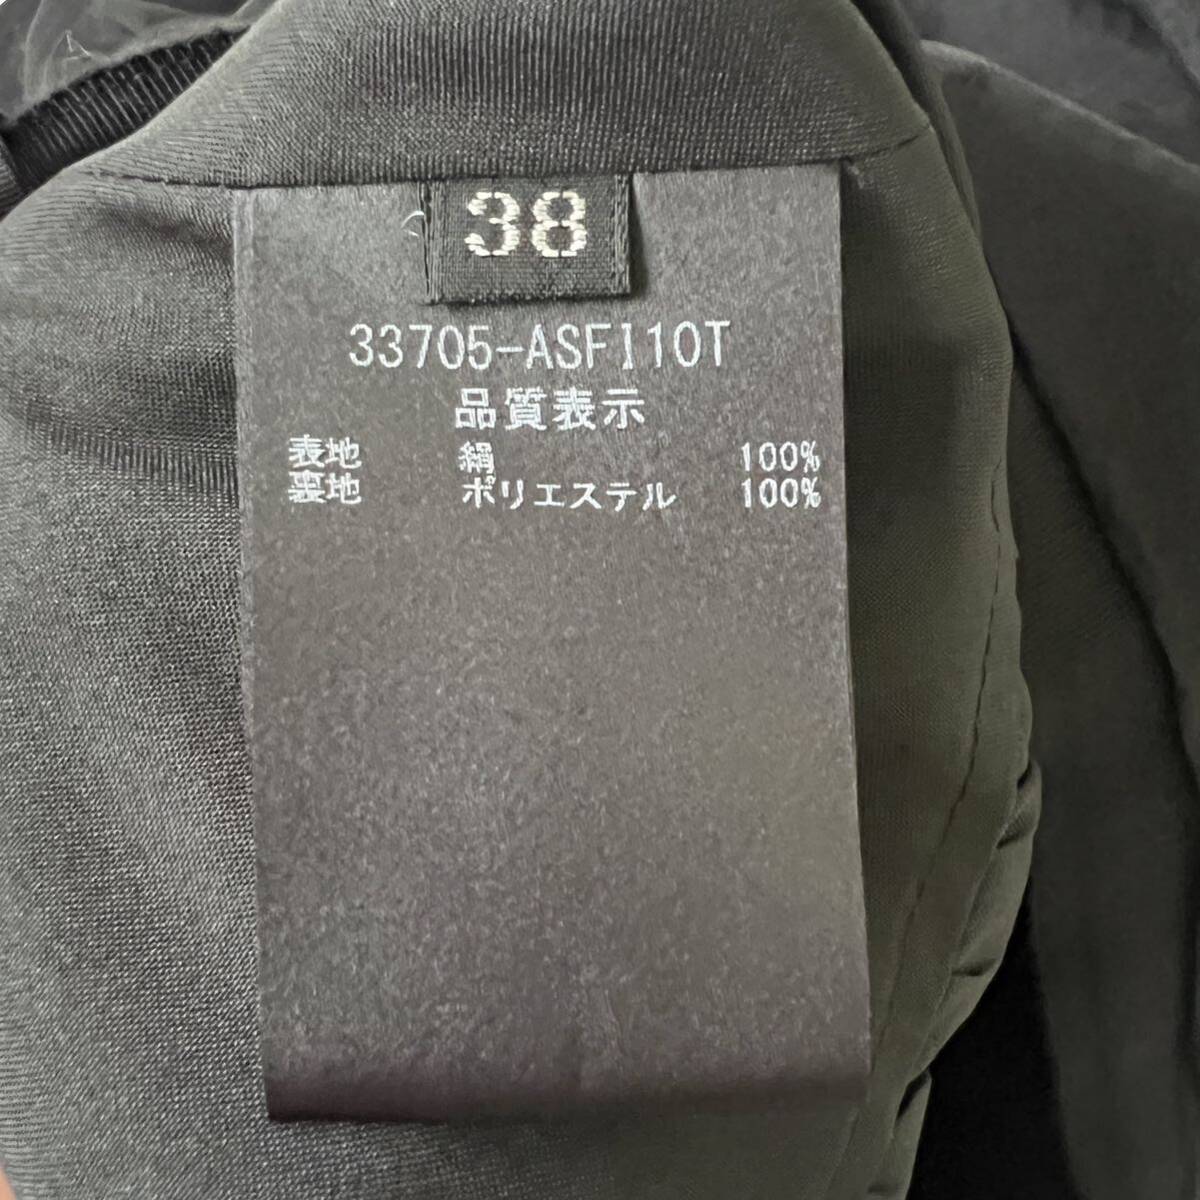 38
33705-ASFI10T
品質表示
表地 絹 100%
裏地 ポリエステル 100%